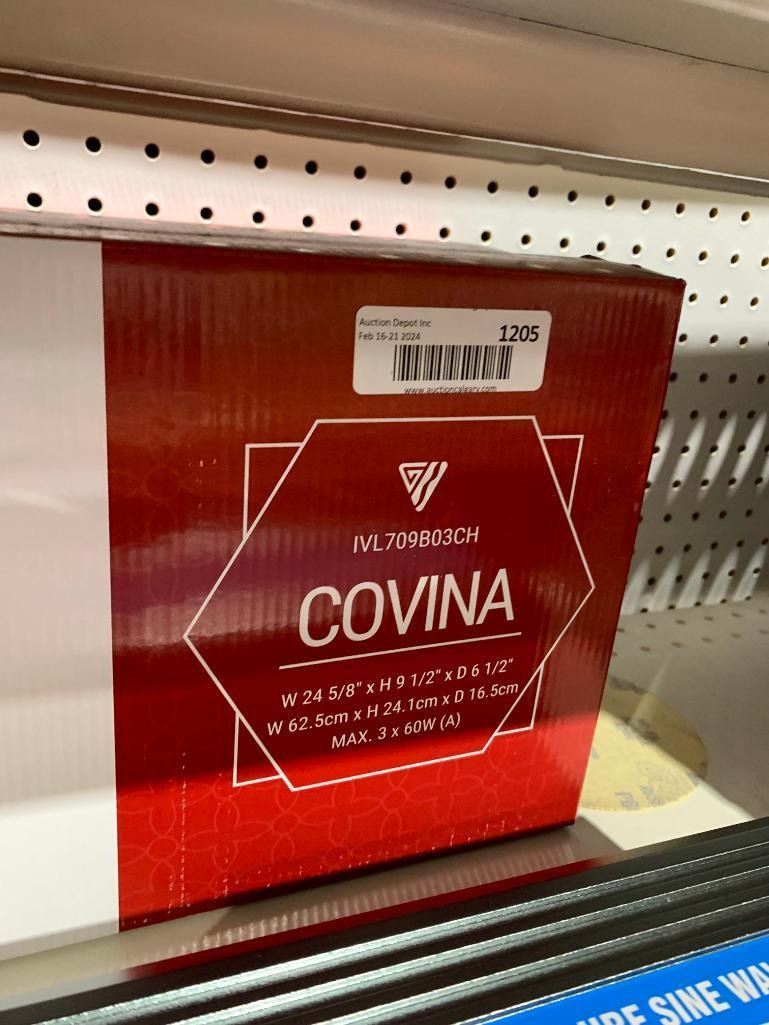 Auction Depot Inc
Feb 16-21 2024
1205
www.auctioncalgary.com
IVL709B03CH
COVINA
W 24 5/8" x H 9 1/2" x D 6 1/2"
W 62.5cm x H 24.1cm x D 16.5cm
MAX. 3 x 60W (A)
SINE